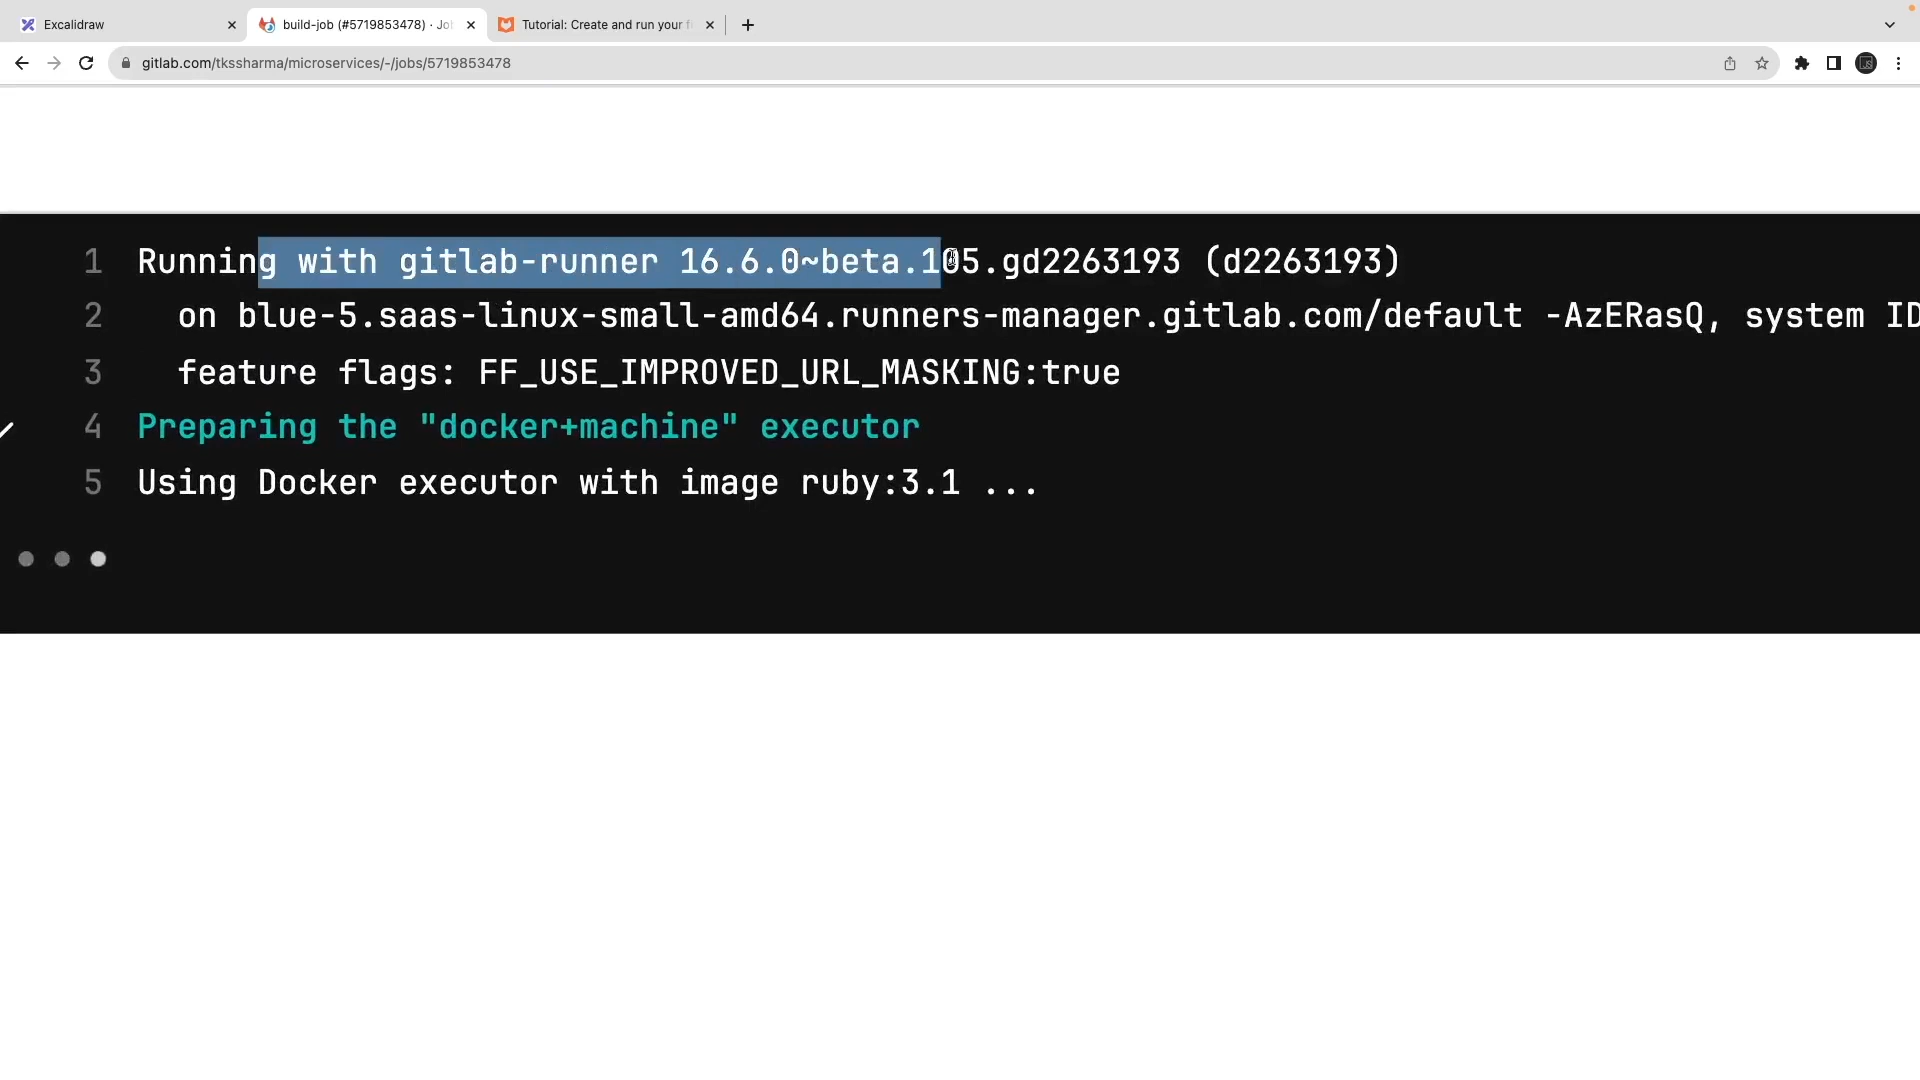 Excalidraw
build-job (#5719853478) · Jo
Tutorial: Create and run your f
gitlab.com/tkssharma/microservices/-/jobs/5719853478
1 Running with gitlab-runner 16.6.0~beta.105.gd2263193 (d2263193)
2 on blue-5.saas-linux-small-amd64.runners-manager.gitlab.com/default -AzERasQ, system ID
3 feature flags: FF_USE_IMPROVED_URL_MASKING:true
4 Preparing the "docker+machine" executor
5 Using Docker executor with image ruby:3.1 ...